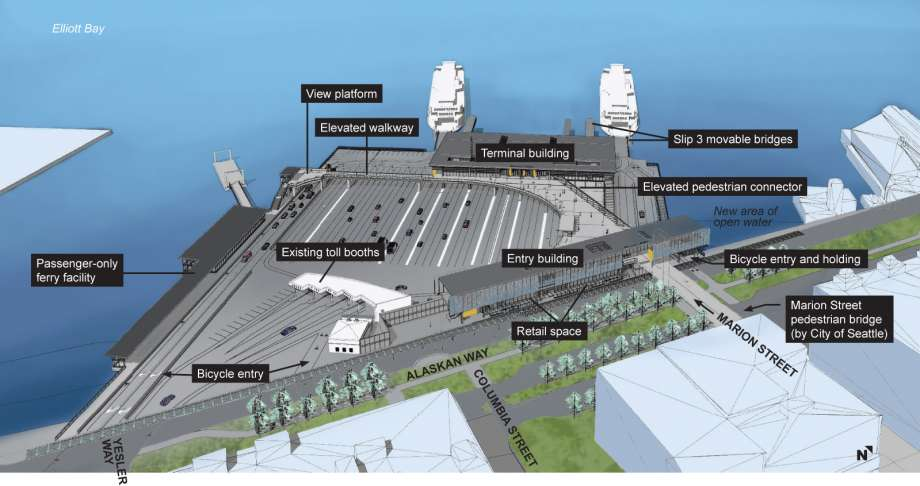 Elliott Bay
View platform
Elevated walkway
Terminal building
Slip 3 movable bridges
Elevated pedestrian connector
New area of
open water
Existing toll booths
Entry building
Bicycle entry and holding
Passenger-only
ferry facility
Retail space
Marion Street
pedestrian bridge
(by City of Seattle)
MARION STREET
Bicycle entry
ALASKAN WAY
COLUMBIA STREET
YESLER
WAY
N